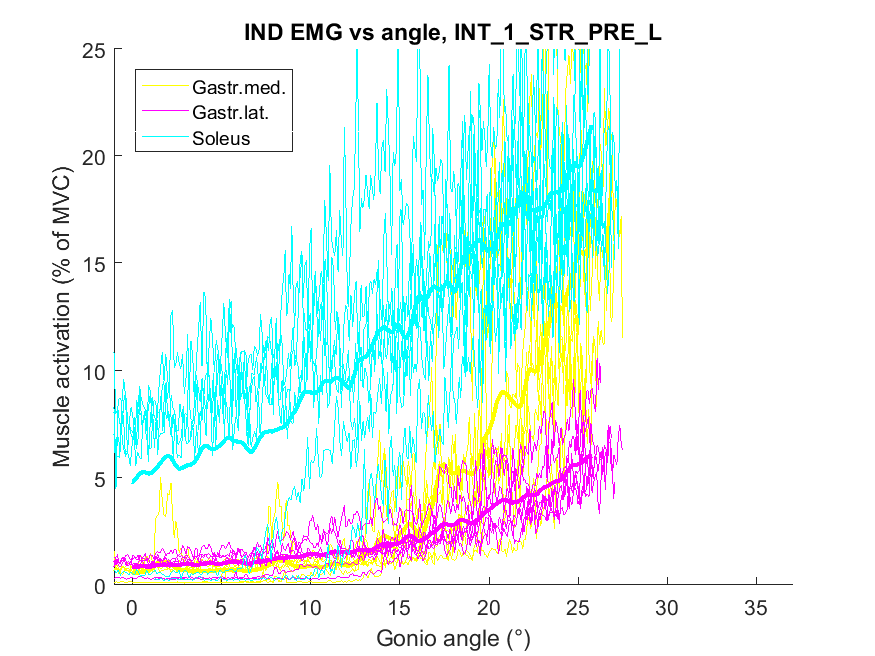 IND EMG vs angle, INT_1_STR_PRE_L
Muscle activation (% of MVC)
25
20
15
10
5
0
Gastr.med.
Gastr.lat.
Soleus
0 5 10 15 20 25 30 35
Gonio angle (°)